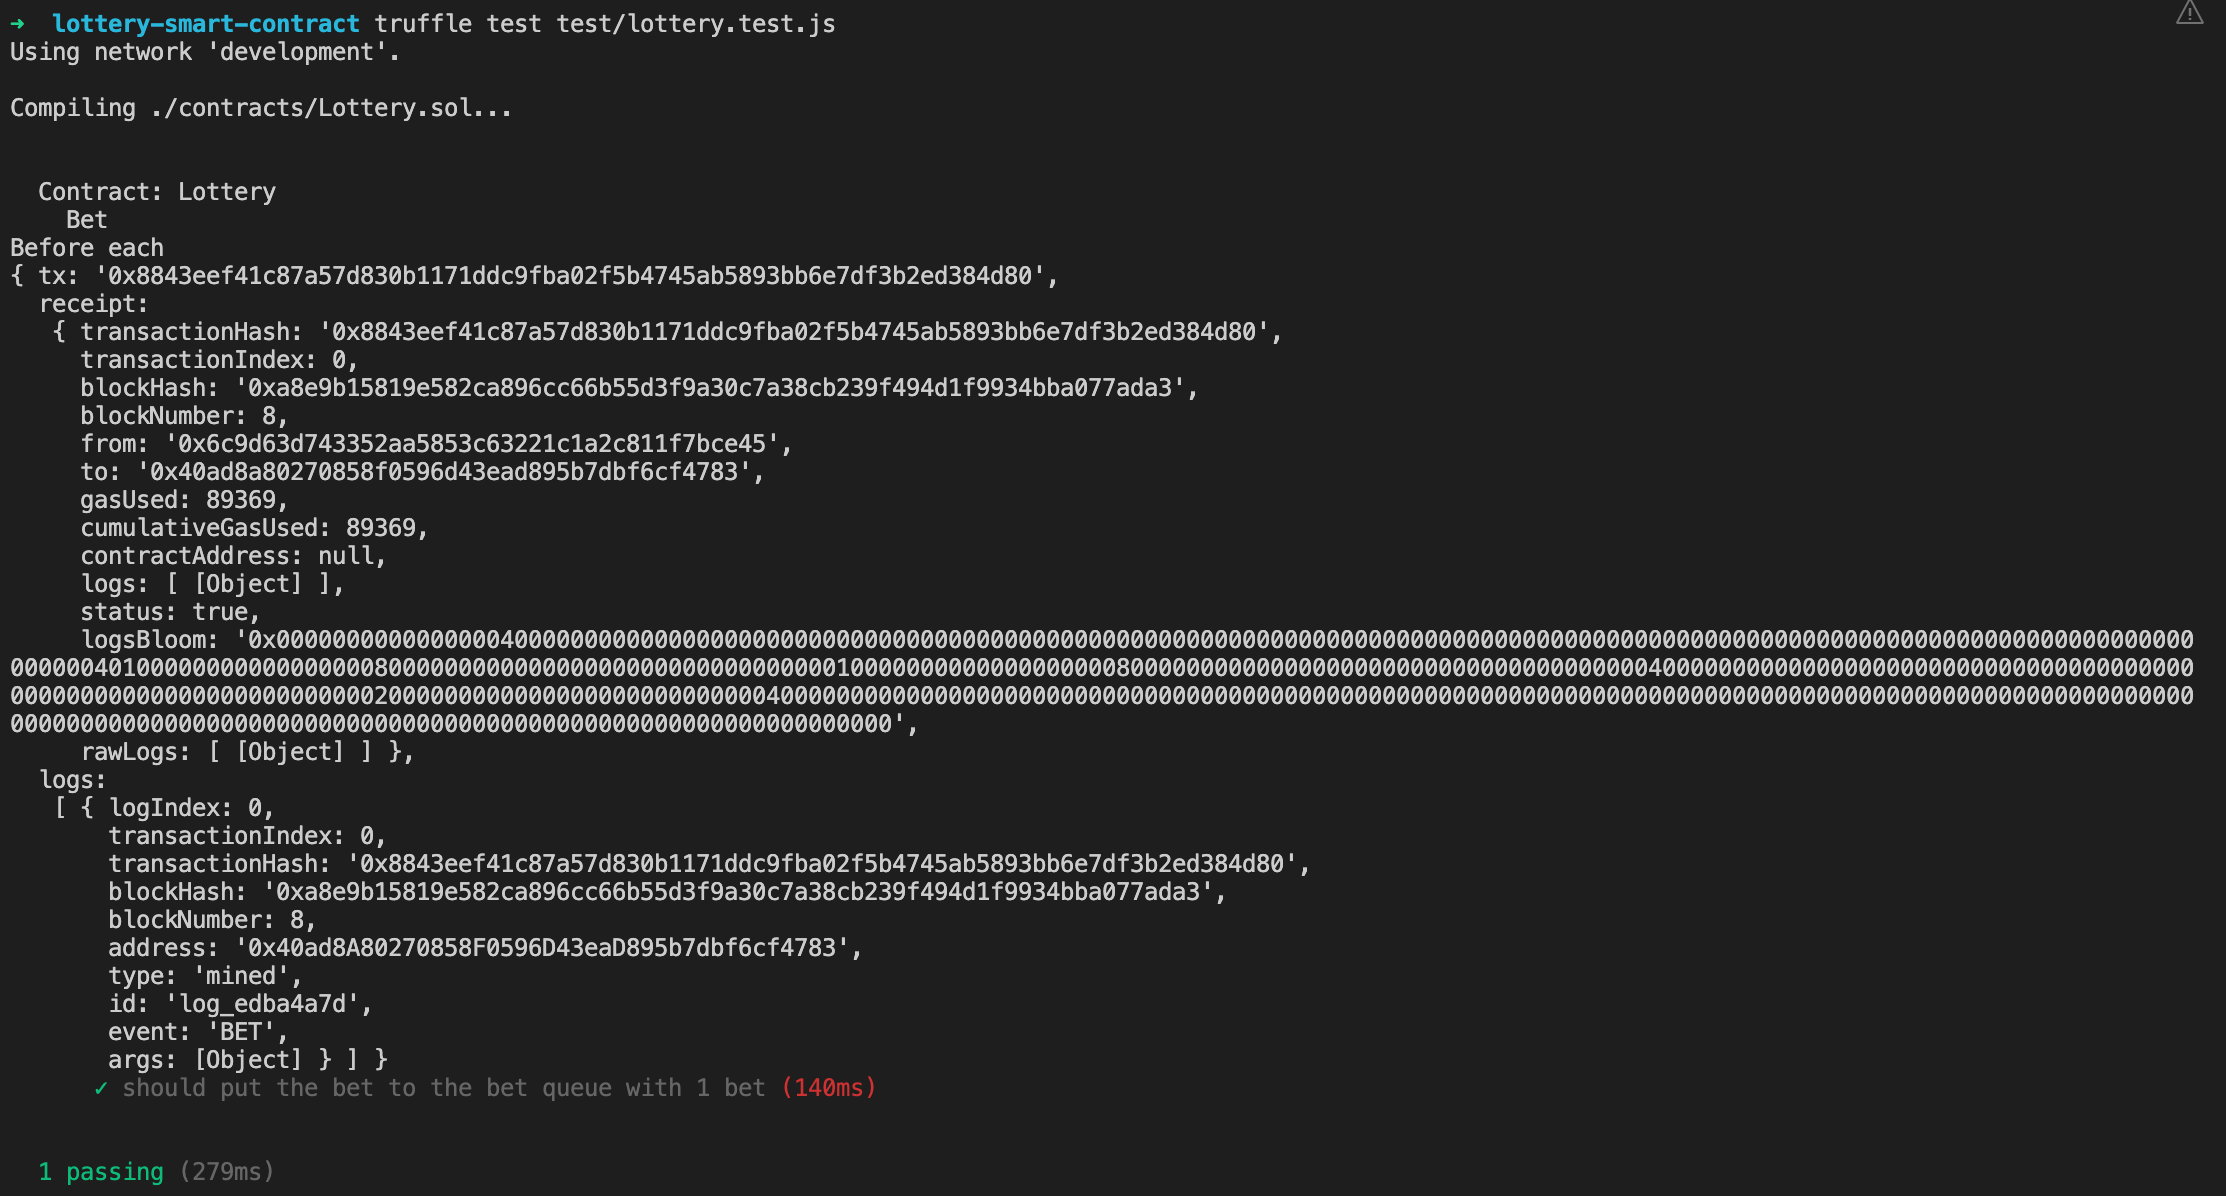 ➜ lottery-smart-contract truffle test test/lottery.test.js
Using network 'development'.
Compiling ./contracts/Lottery.sol...
Contract: Lottery
Bet
Before each
{ tx: '0x8843eef41c87a57d830b1171ddc9fba02f5b4745ab5893bb6e7df3b2ed384d80',
receipt:
{ transactionHash: '0x8843eef41c87a57d830b1171ddc9fba02f5b4745ab5893bb6e7df3b2ed384d80',
transactionIndex: 0,
blockHash: '0xa8e9b15819e582ca896cc66b55d3f9a30c7a38cb239f494d1f9934bba077ada3',
blockNumber: 8,
from: '0x6c9d63d743352aa5853c63221c1a2c811f7bce45',
to: '0x40ad8a80270858f0596d43ead895b7dbf6cf4783',
gasUsed: 89369,
cumulativeGasUsed: 89369,
contractAddress: null,
logs: [ [Object] ],
status: true,
logsBloom: '0x00000000000000004000000000000000000000000000000000000000000000000000000000000000000000000000000000000000000000000000000000000000000000000
000000401000000000000000008000000000000000000000000000000001000000000000000000080000000000000000000000000000000000000400000000000000000000000000000000000000
000000000000000000000000002000000000000000000000000000400000000000000000000000000000000000000000000000000000000000000000000000000000000000000000000000000000
000000000000000000000000000000000000000000000000000000000000000',
rawLogs: [ [Object] ] },
logs:
[ { logIndex: 0,
transactionIndex: 0,
transactionHash: '0x8843eef41c87a57d830b1171ddc9fba02f5b4745ab5893bb6e7df3b2ed384d80',
blockHash: '0xa8e9b15819e582ca896cc66b55d3f9a30c7a38cb239f494d1f9934bba077ada3',
blockNumber: 8,
address: '0x40ad8A80270858F0596D43eaD895b7dbf6cf4783',
type: 'mined',
id: 'log_edba4a7d',
event: 'BET',
args: [Object] } ] }
✓ should put the bet to the bet queue with 1 bet (140ms)
1 passing (279ms)